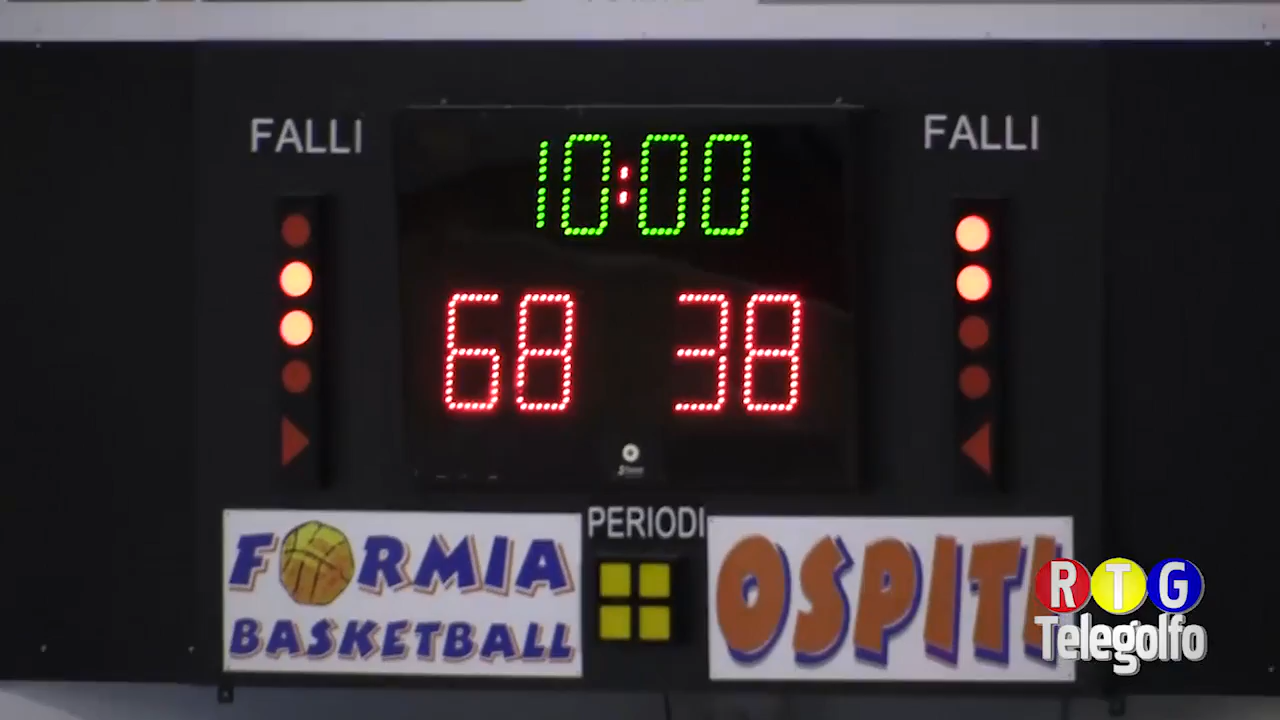 FALLI
FALLI
10:00
68 38
PERIODI
FORMIA
BASKETBALL
OSPITI
RTG
Telegolfo